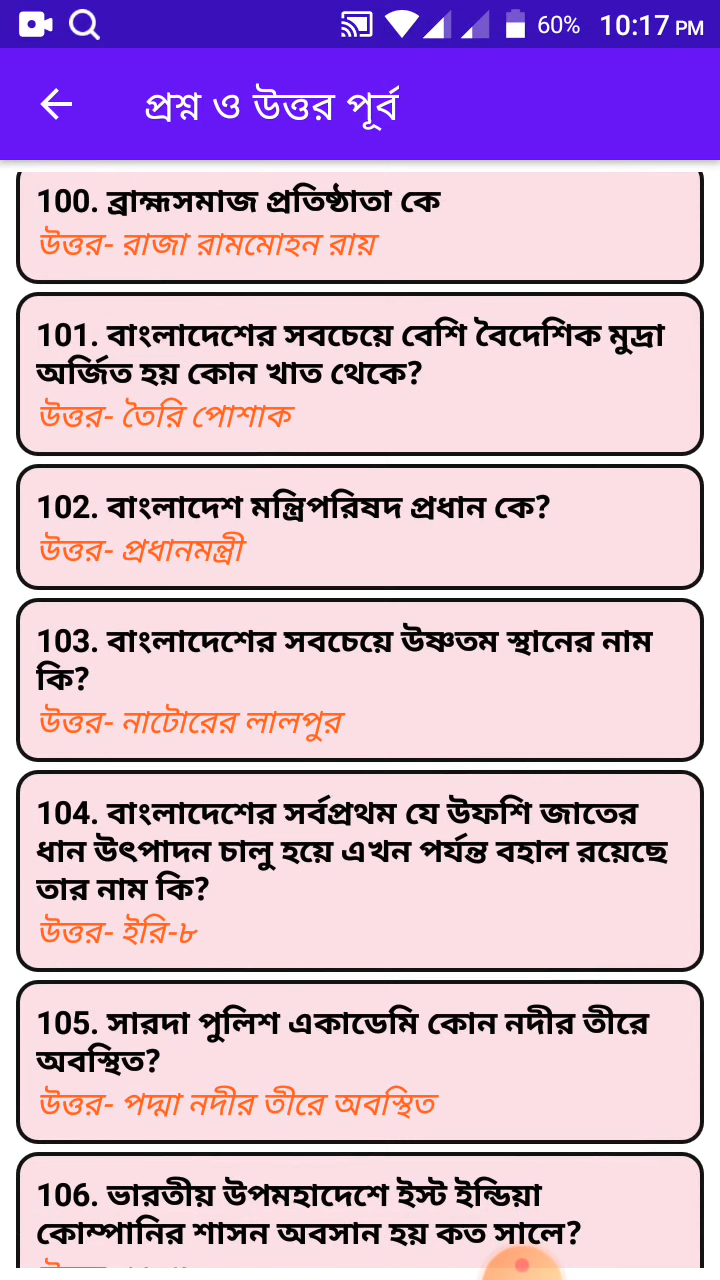 60% 10:17 PM
প্রশ্ন ও উত্তর পূর্ব
100. ব্রাহ্মসমাজ প্রতিষ্ঠাতা কে
উত্তর- রাজা রামমোহন রায়
101. বাংলাদেশের সবচেয়ে বেশি বৈদেশিক মুদ্রা
অর্জিত হয় কোন খাত থেকে?
উত্তর- তৈরি পোশাক
102. বাংলাদেশ মন্ত্রিপরিষদ প্রধান কে?
উত্তর- প্রধানমন্ত্রী
103. বাংলাদেশের সবচেয়ে উষ্ণতম স্থানের নাম
কি?
উত্তর- নাটোরের লালপুর
104. বাংলাদেশের সর্বপ্রথম যে উফশি জাতের
ধান উৎপাদন চালু হয়ে এখন পর্যন্ত বহাল রয়েছে
তার নাম কি?
উত্তর- ইরি-৮
105. সারদা পুলিশ একাডেমি কোন নদীর তীরে
অবস্থিত?
উত্তর- পদ্মা নদীর তীরে অবস্থিত
106. ভারতীয় উপমহাদেশে ইস্ট ইন্ডিয়া
কোম্পানির শাসন অবসান হয় কত সালে?